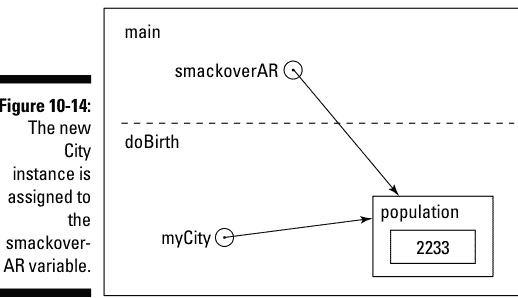 Figure 10-14:
The new
City
instance is
assigned to
the
smackover-
AR variable.
main
smackoverAR
doBirth
myCity
population
2233